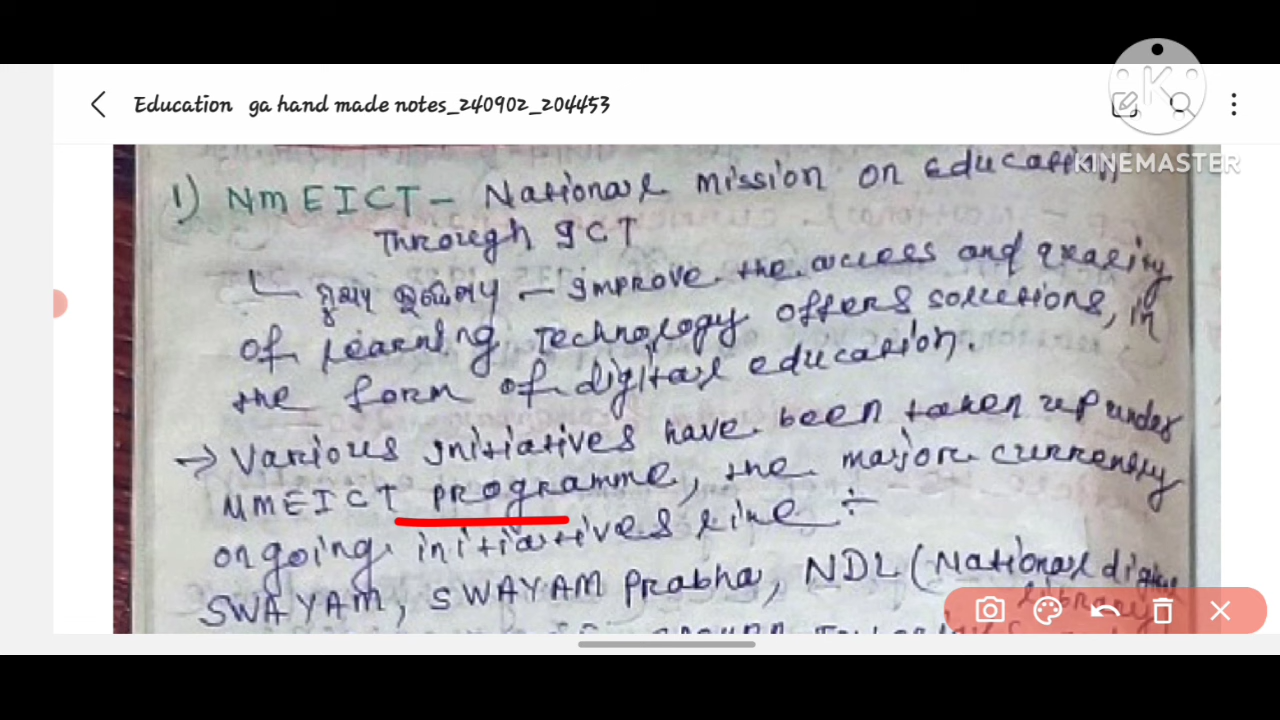 Education ga hand made notes_240902_204453
KINEMASTER
1) NMEICT - National mission on Education
Through ICT
ମୁଖ୍ୟ - Improve the access and quality
of learning Technology offers solutions, in
the form of digital education.
→ Various initiatives have been taken up under
NMEICT programme, the major currently
ongoing initiatives like ÷
SWAYAM, SWAYAM Prabha, NDL (National digital
library)